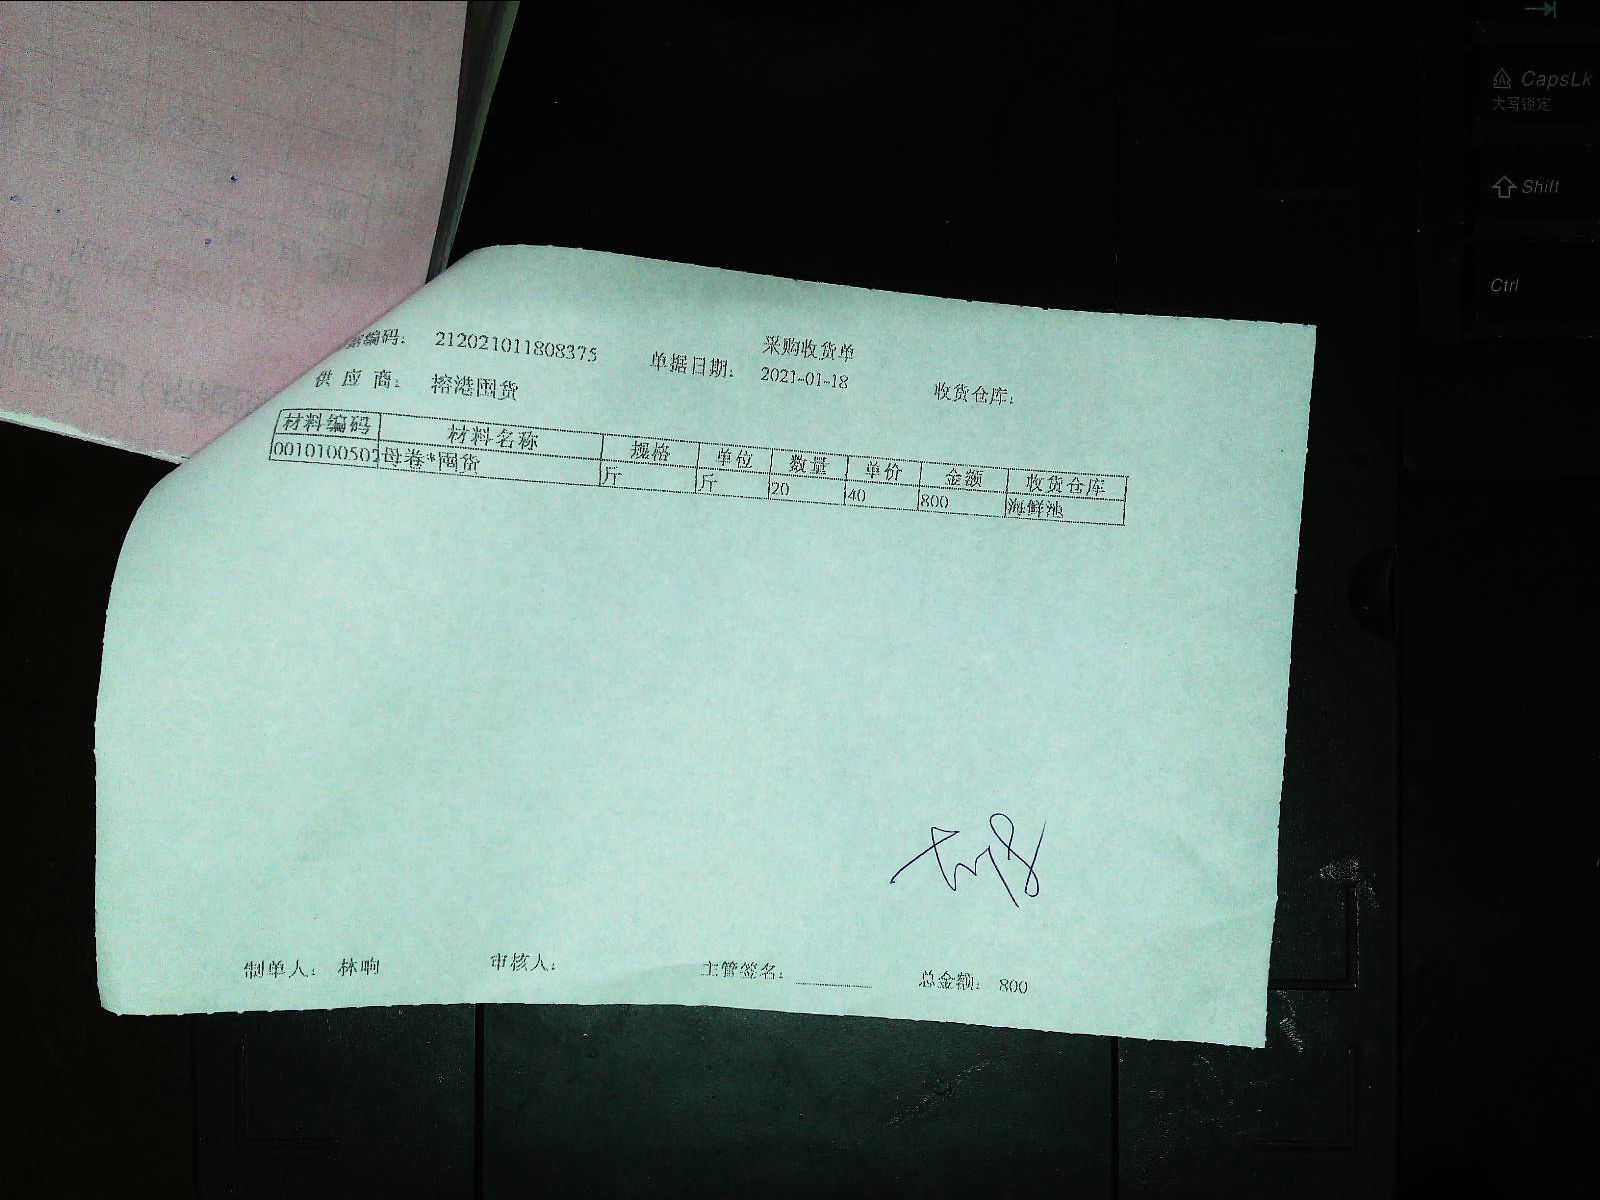 采购收货单
据编码: 212021011808375 单据日期: 2021-01-18 收货仓库:
供应商: 榕港囤货
材料编码 材料名称 规格 单位 数量 单价 金额 收货仓库
0010100502 母卷*囤货 斤 斤 20 40 800 海鲜池
制单人: 林响 审核人: 主管签名: 总金额: 800
CapsLk
大写锁定
Shift
Ctrl